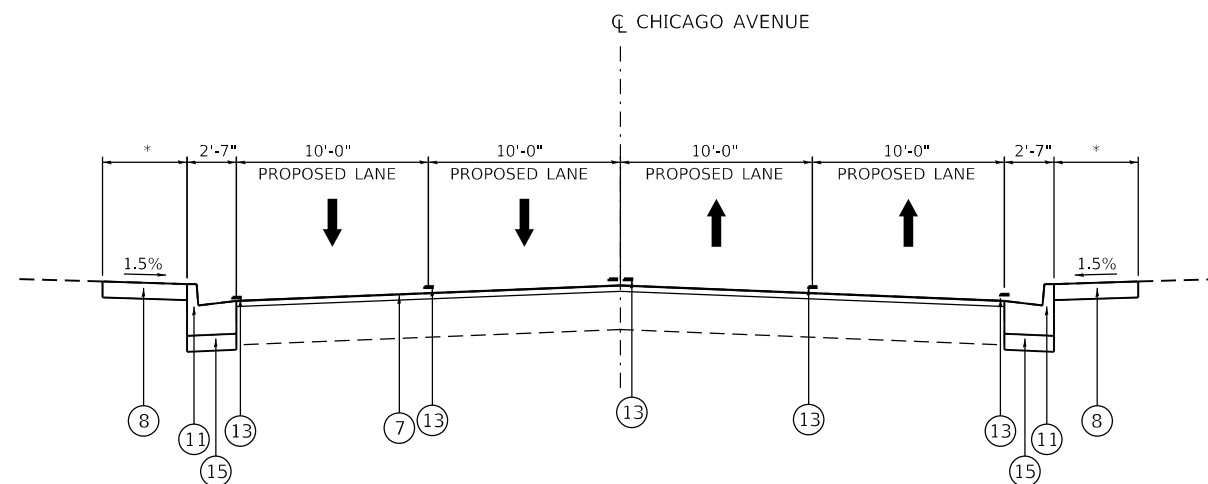 ℄ CHICAGO AVENUE
* 2'-7" 10'-0" 10'-0" 10'-0" 10'-0" 2'-7" *
PROPOSED LANE PROPOSED LANE PROPOSED LANE PROPOSED LANE
1.5% 1.5%
8 11 15 13 7 13 13 13 13 15 11 8